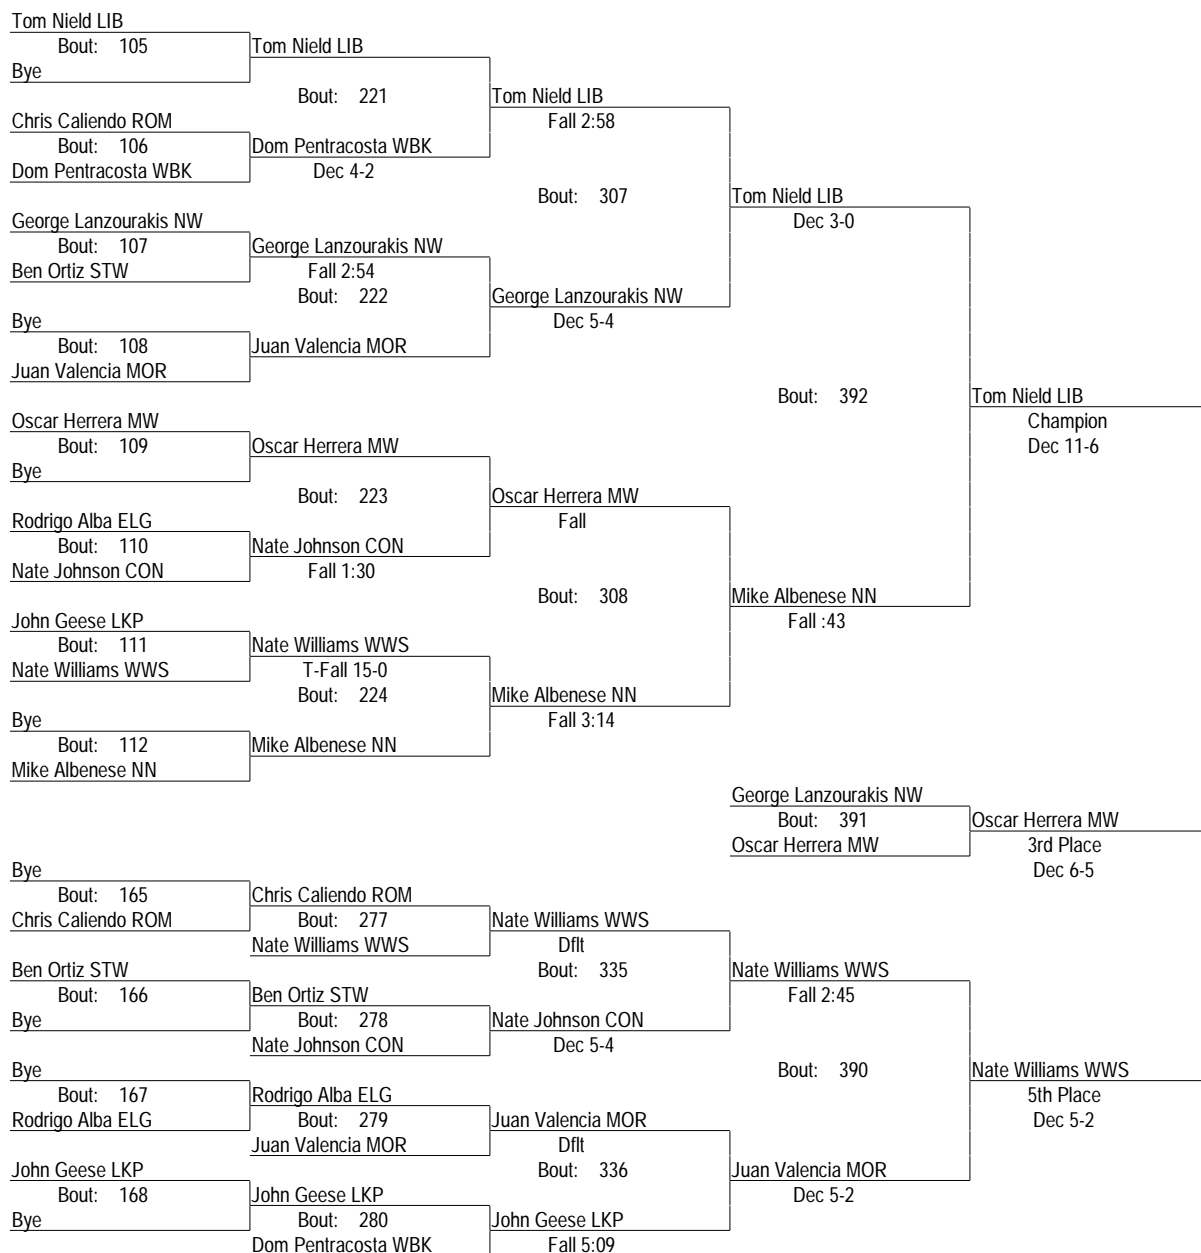 Tom Nield LIB
Bout: 105
Tom Nield LIB
Bye
Bout: 221
Tom Nield LIB
Chris Caliendo ROM
Fall 2:58
Bout: 106
Dom Pentracosta WBK
Dom Pentracosta WBK
Dec 4-2
Bout: 307
Tom Nield LIB
George Lanzourakis NW
Dec 3-0
Bout: 107
George Lanzourakis NW
Ben Ortiz STW
Fall 2:54
Bout: 222
George Lanzourakis NW
Bye
Dec 5-4
Bout: 108
Juan Valencia MOR
Juan Valencia MOR
Bout: 392
Tom Nield LIB
Oscar Herrera MW
Champion
Bout: 109
Oscar Herrera MW
Dec 11-6
Bye
Bout: 223
Oscar Herrera MW
Rodrigo Alba ELG
Fall
Bout: 110
Nate Johnson CON
Nate Johnson CON
Fall 1:30
Bout: 308
Mike Albenese NN
John Geese LKP
Fall :43
Bout: 111
Nate Williams WWS
Nate Williams WWS
T-Fall 15-0
Bout: 224
Mike Albenese NN
Bye
Fall 3:14
Bout: 112
Mike Albenese NN
Mike Albenese NN
George Lanzourakis NW
Bout: 391
Oscar Herrera MW
Oscar Herrera MW
3rd Place
Dec 6-5
Bye
Bout: 165
Chris Caliendo ROM
Chris Caliendo ROM
Bout: 277
Nate Williams WWS
Nate Williams WWS
Dflt
Ben Ortiz STW
Bout: 335
Nate Williams WWS
Bout: 166
Ben Ortiz STW
Fall 2:45
Bye
Bout: 278
Nate Johnson CON
Nate Johnson CON
Dec 5-4
Bye
Bout: 390
Nate Williams WWS
Bout: 167
Rodrigo Alba ELG
5th Place
Rodrigo Alba ELG
Bout: 279
Juan Valencia MOR
Dec 5-2
Juan Valencia MOR
Dflt
John Geese LKP
Bout: 336
Juan Valencia MOR
Bout: 168
John Geese LKP
Dec 5-2
Bye
Bout: 280
John Geese LKP
Dom Pentracosta WBK
Fall 5:09